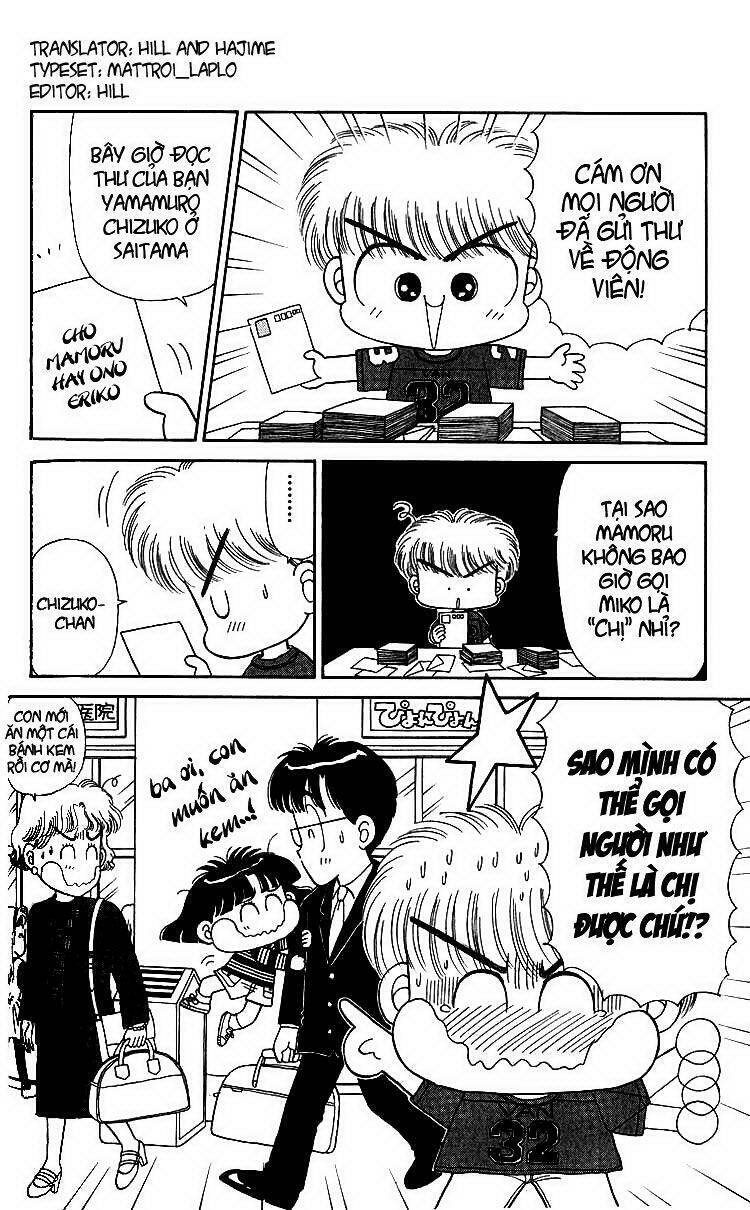 TRANSLATOR: HILL AND HAJIME
TYPESET: MATTROI_LAPLO
EDITOR: HILL
CÁM ƠN
MỌI NGƯỜI
ĐÃ GỬI THƯ
VỀ ĐỘNG
VIÊN!
VAN
32
BÂY GIỜ ĐỌC
THƯ CỦA BẠN
YAMAMURO
CHIZUKO Ở
SAITAMA
CHO
MAMORU
HAY ONO
ERIKO
TẠI SAO
MAMORU
KHÔNG BAO
GIỜ GỌI
MIKO LÀ
"CHỊ" NHỈ?
........
CHIZUKO-
CHAN
CON MỚI
ĂN MỘT CÁI
BÁNH KEM
RỒI CƠ MÀ!
医院
ba ơi, con
muốn ăn
kem..!
ぴょんぴょん
SAO MÌNH CÓ
THỂ GỌI
NGƯỜI NHƯ
THẾ LÀ CHỊ
ĐƯỢC CHỨ!?
VAN
32